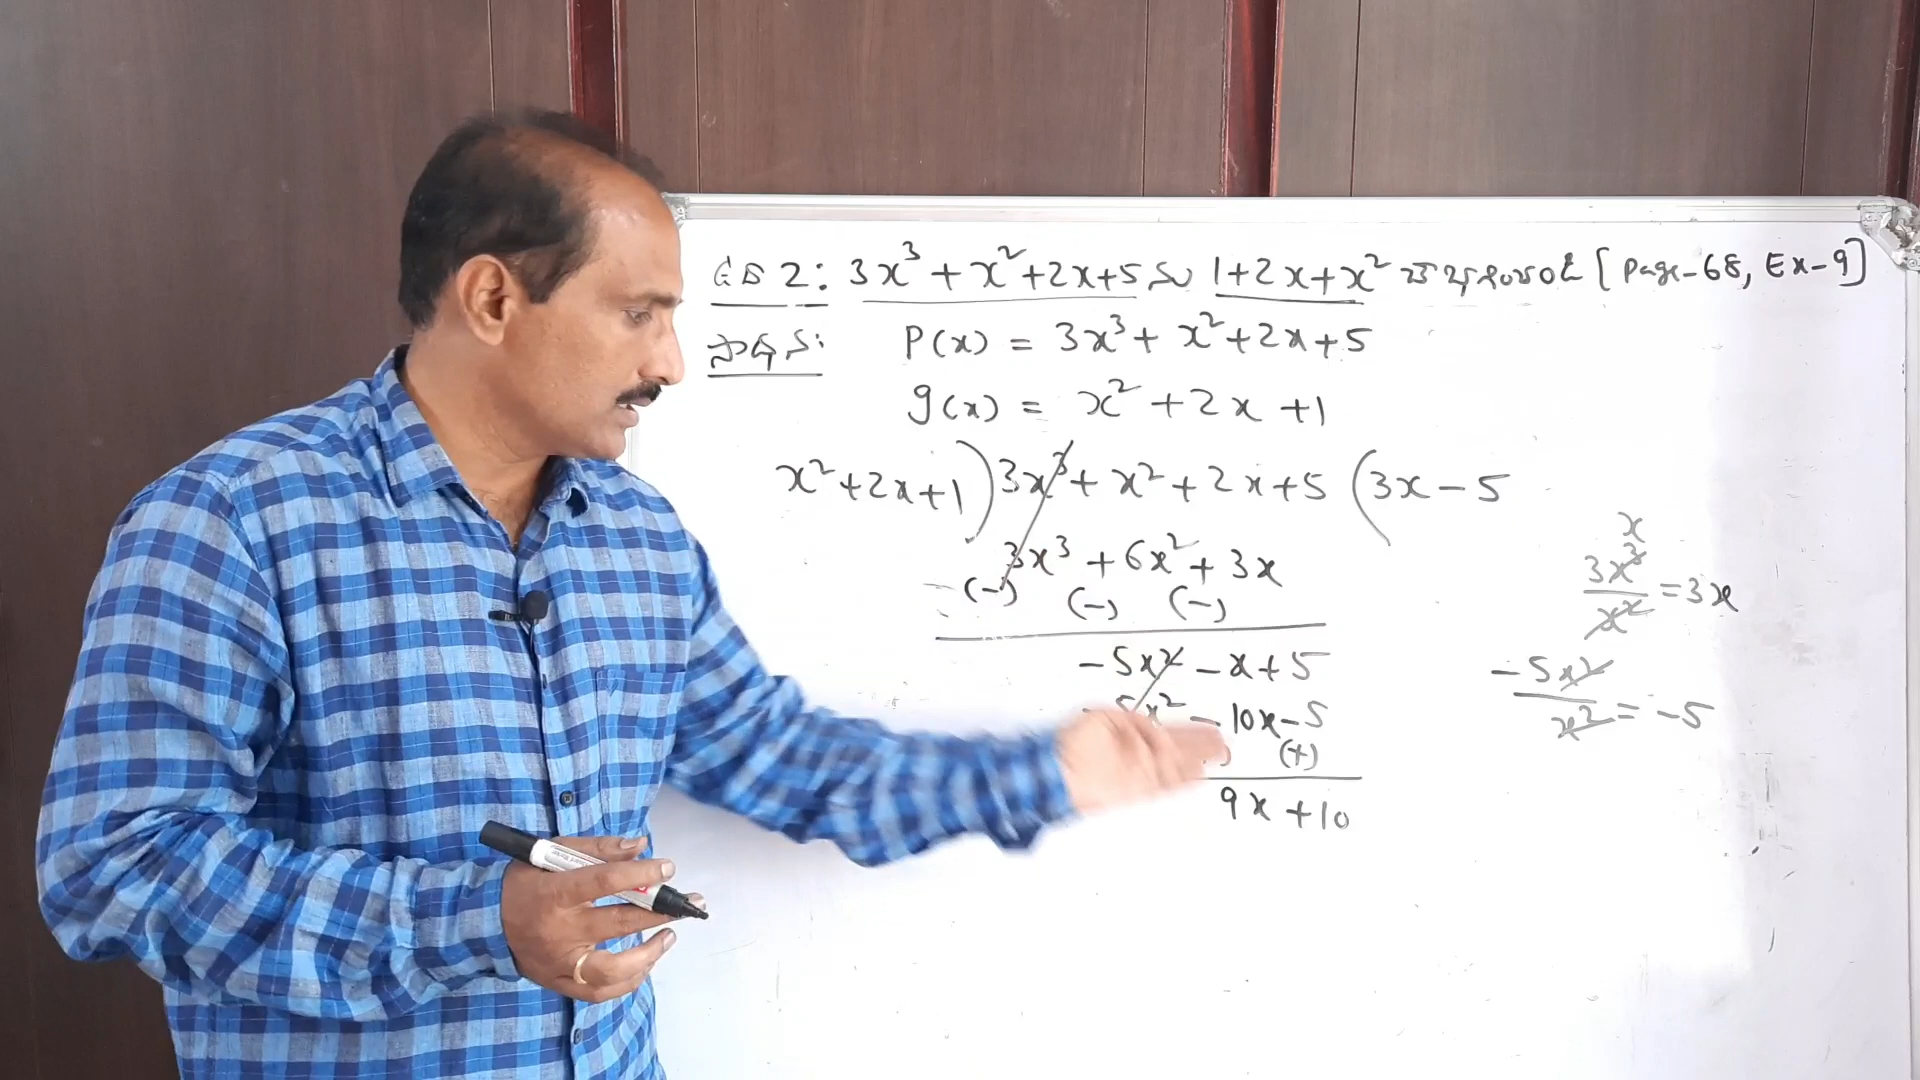 ఉదా 2: 3x³ + x² + 2x + 5 ను 1 + 2x + x² చే భాగించండి [Page-68, Ex-9]
సాధన:
P(x) = 3x³ + x² + 2x + 5
g(x) = x² + 2x + 1
x² + 2x + 1 ) 3x³ + x² + 2x + 5 ( 3x - 5
3x³ + 6x² + 3x
(-) (-) (-)
-5x² - x + 5
-5x² - 10x - 5
(+)
9x + 10
x
3x³
= 3x
x²
-5x²
x² = -5